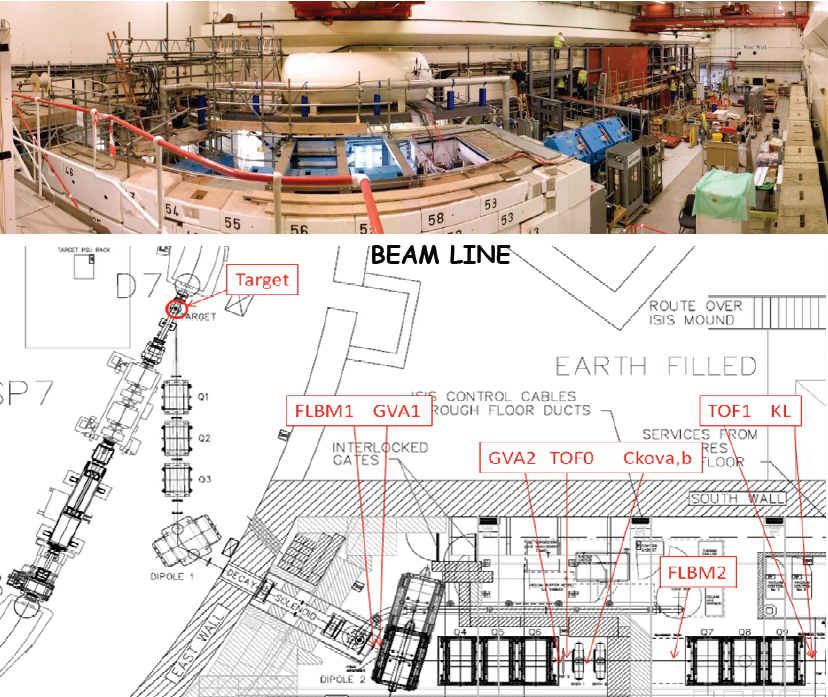 West Wall
46
54
55
56
57
58
59
53
BEAM LINE
TARGET PSU RACK
D7
Target
TARGET
ROUTE OVER
ISIS MOUND
EARTH FILLED
SP7
Q1
Q2
Q3
ISIS CONTROL CABLES
ROUGH FLOOR DUCTS
FLBM1 GVA1
TOF1 KL
INTERLOCKED
GATES
SERVICES FROM
RES
FLOOR
GVA2 TOF0 Ckova,b
SOUTH WALL
FLBM2
DIPOLE 1
DECAY
SOLENOID
EAST WALL
DIPOLE 2
Q4
Q5
Q6
Q7
Q8
Q9